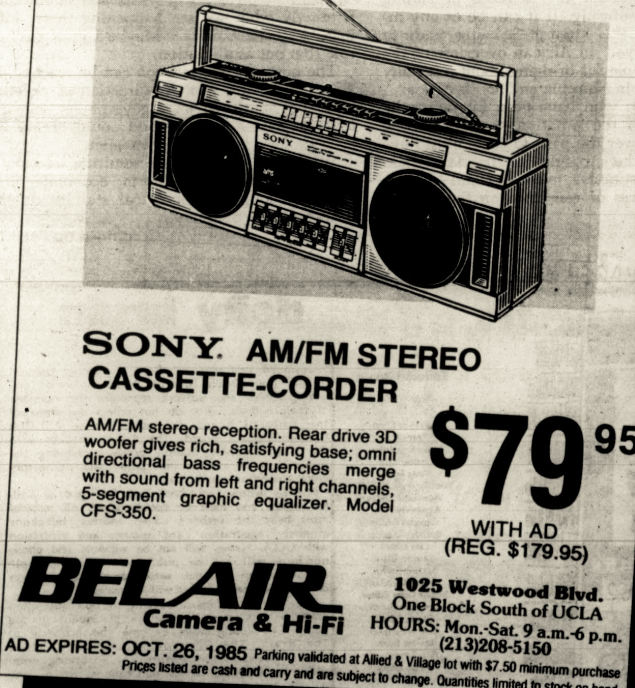 SONY
SONY. AM/FM STEREO
CASSETTE-CORDER
AM/FM stereo reception. Rear drive 3D
woofer gives rich, satisfying base; omni
directional bass frequencies merge
with sound from left and right channels,
5-segment graphic equalizer. Model
CFS-350.
$79 95
WITH AD
(REG. $179.95)
BEL AIR
Camera & Hi-Fi
1025 Westwood Blvd.
One Block South of UCLA
HOURS: Mon.-Sat. 9 a.m.-6 p.m.
(213)208-5150
AD EXPIRES: OCT. 26, 1985 Parking validated at Allied & Village lot with $7.50 minimum purchase
Prices listed are cash and carry and are subject to change. Quantities limited to stock on hand